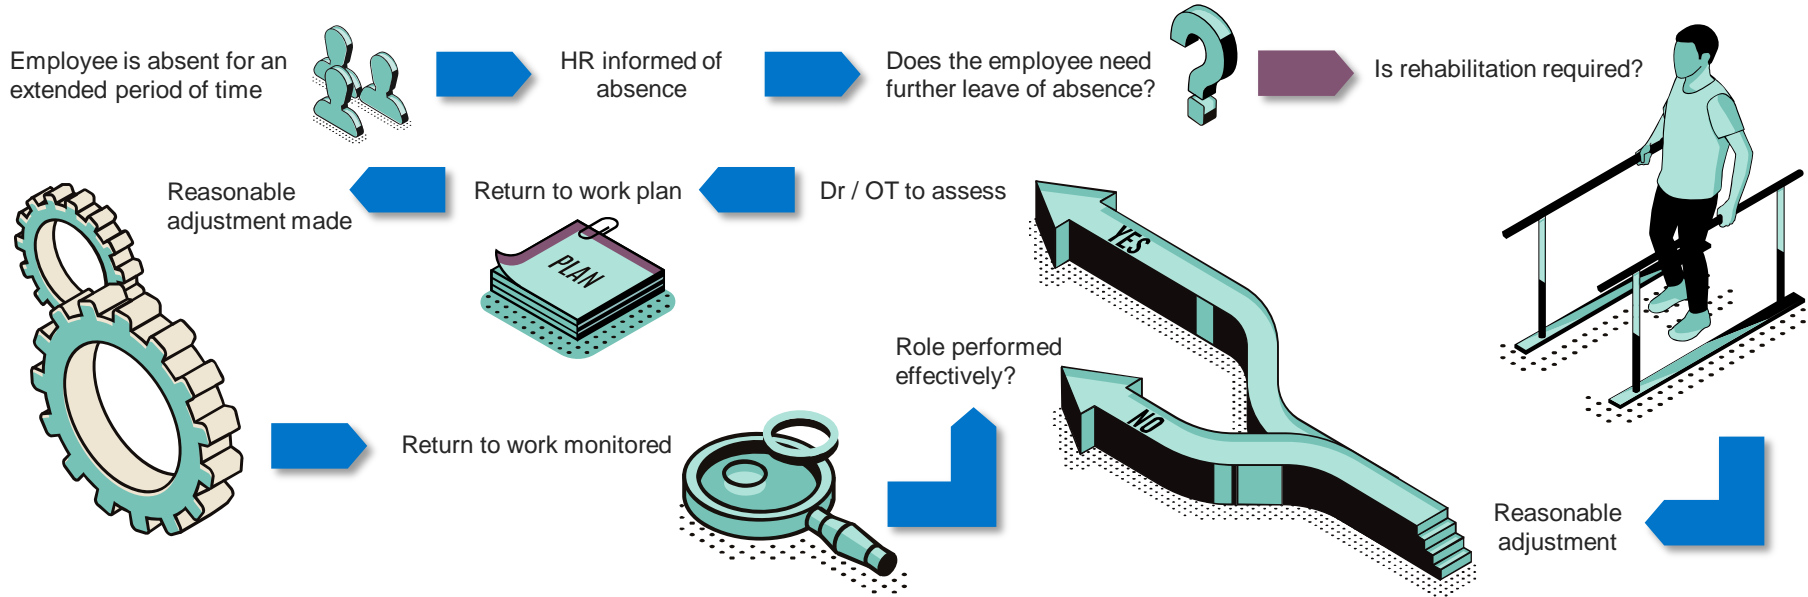 Employee is absent for an
extended period of time
HR informed of
absence
Does the employee need
further leave of absence?
Is rehabilitation required?
Reasonable
adjustment
YES
NO
Dr / OT to assess
Return to work plan
PLAN
Reasonable
adjustment made
Return to work monitored
Role performed
effectively?